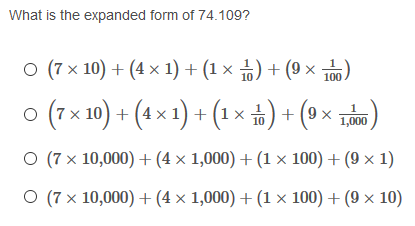 What is the expanded form of 74.109?
(7 × 10) + (4 × 1) + (1 × 1/10) + (9 × 1/100)
(7 × 10) + (4 × 1) + (1 × 1/10) + (9 × 1/1,000)
(7 × 10,000) + (4 × 1,000) + (1 × 100) + (9 × 1)
(7 × 10,000) + (4 × 1,000) + (1 × 100) + (9 × 10)